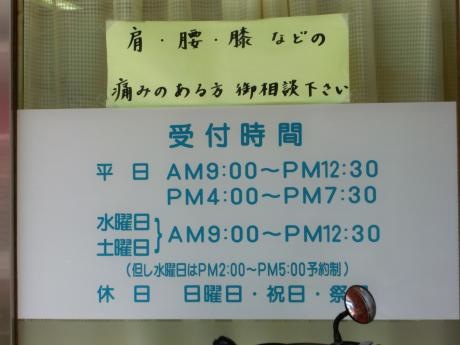 肩・腰・膝などの
痛みのある方 御相談下さい
受付時間
平日 AM9:00～PM12:30
PM4:00～PM7:30
水曜日
土曜日 } AM9:00～PM12:30
(但し水曜日はPM2:00～PM5:00予約制)
休日 日曜日・祝日・祭